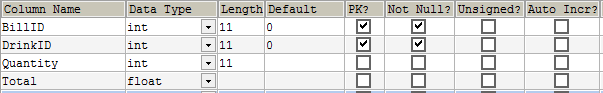 Column Name Data Type Length Default PK? Not Null? Unsigned? Auto Incr?
BillID int 11 0
DrinkID int 11 0
Quantity int 11
Total float